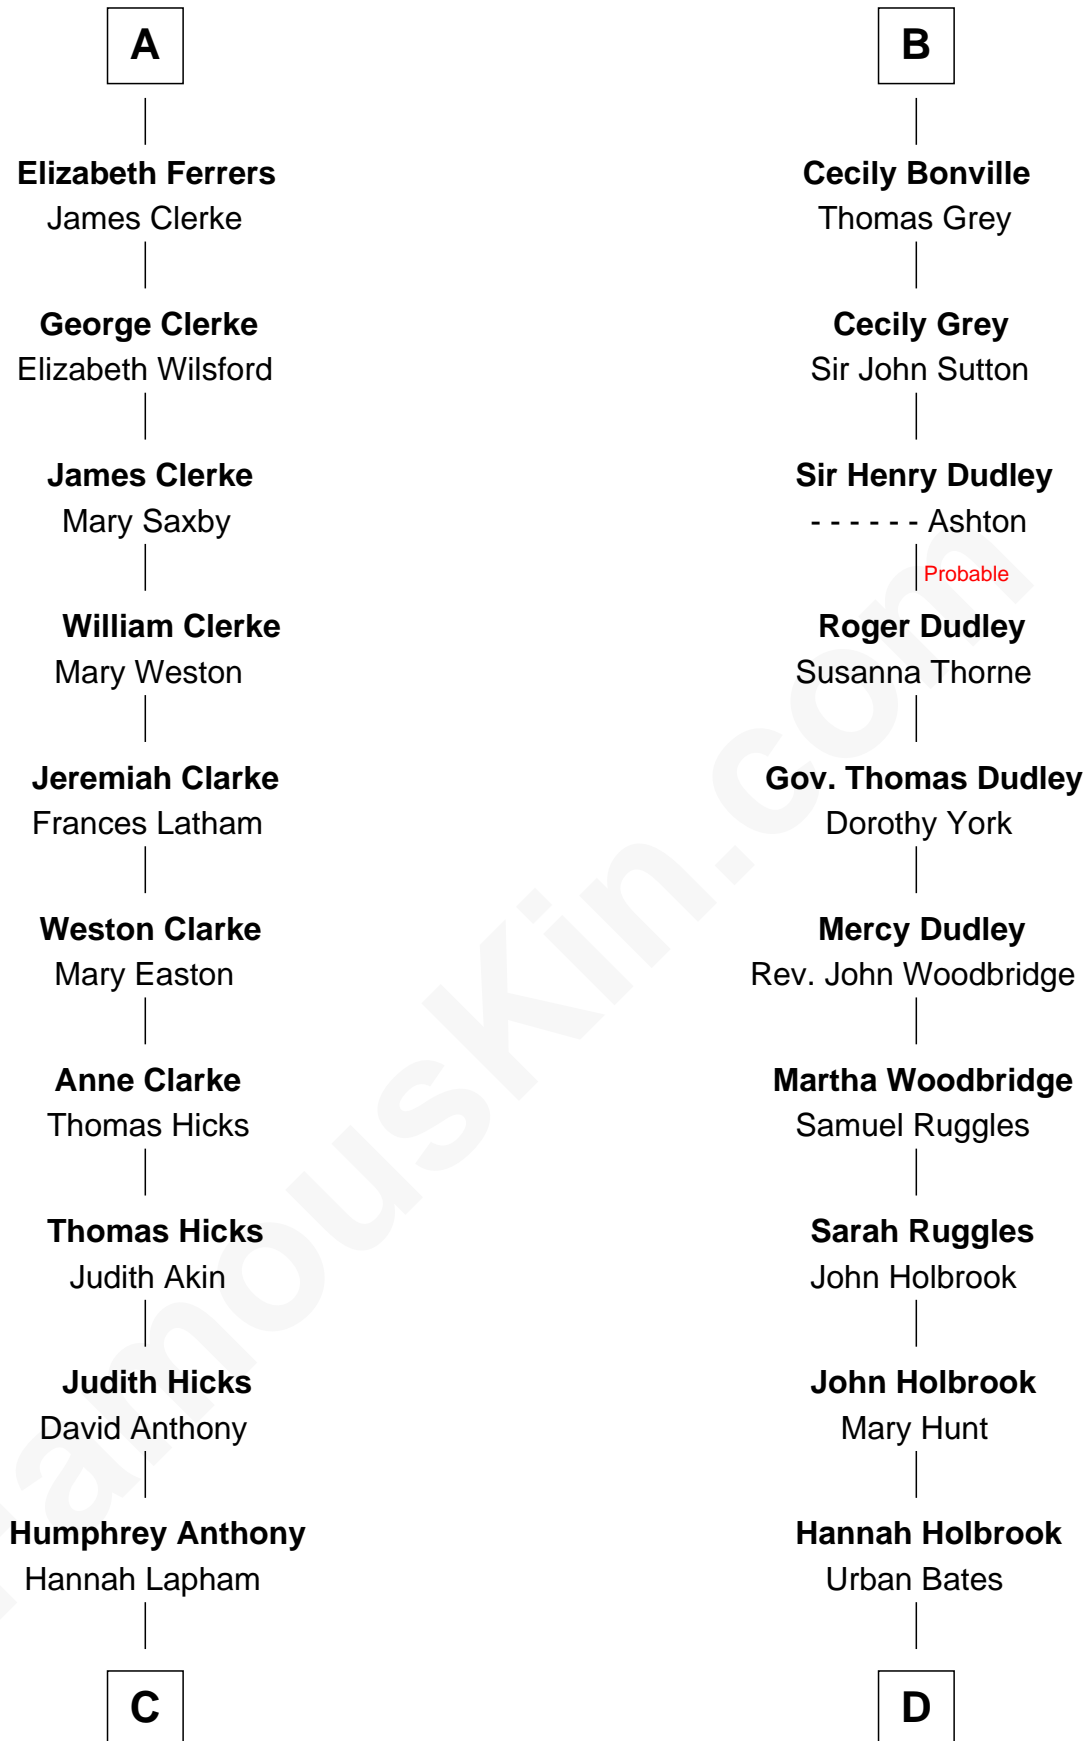 A
Elizabeth Ferrers
James Clerke
George Clerke
Elizabeth Wilsford
James Clerke
Mary Saxby
William Clerke
Mary Weston
Jeremiah Clarke
Frances Latham
Weston Clarke
Mary Easton
Anne Clarke
Thomas Hicks
Thomas Hicks
Judith Akin
Judith Hicks
David Anthony
Humphrey Anthony
Hannah Lapham
C
B
Cecily Bonville
Thomas Grey
Cecily Grey
Sir John Sutton
Sir Henry Dudley
- - - - - - Ashton
Probable
Roger Dudley
Susanna Thorne
Gov. Thomas Dudley
Dorothy York
Mercy Dudley
Rev. John Woodbridge
Martha Woodbridge
Samuel Ruggles
Sarah Ruggles
John Holbrook
John Holbrook
Mary Hunt
Hannah Holbrook
Urban Bates
D
FamousKin.com